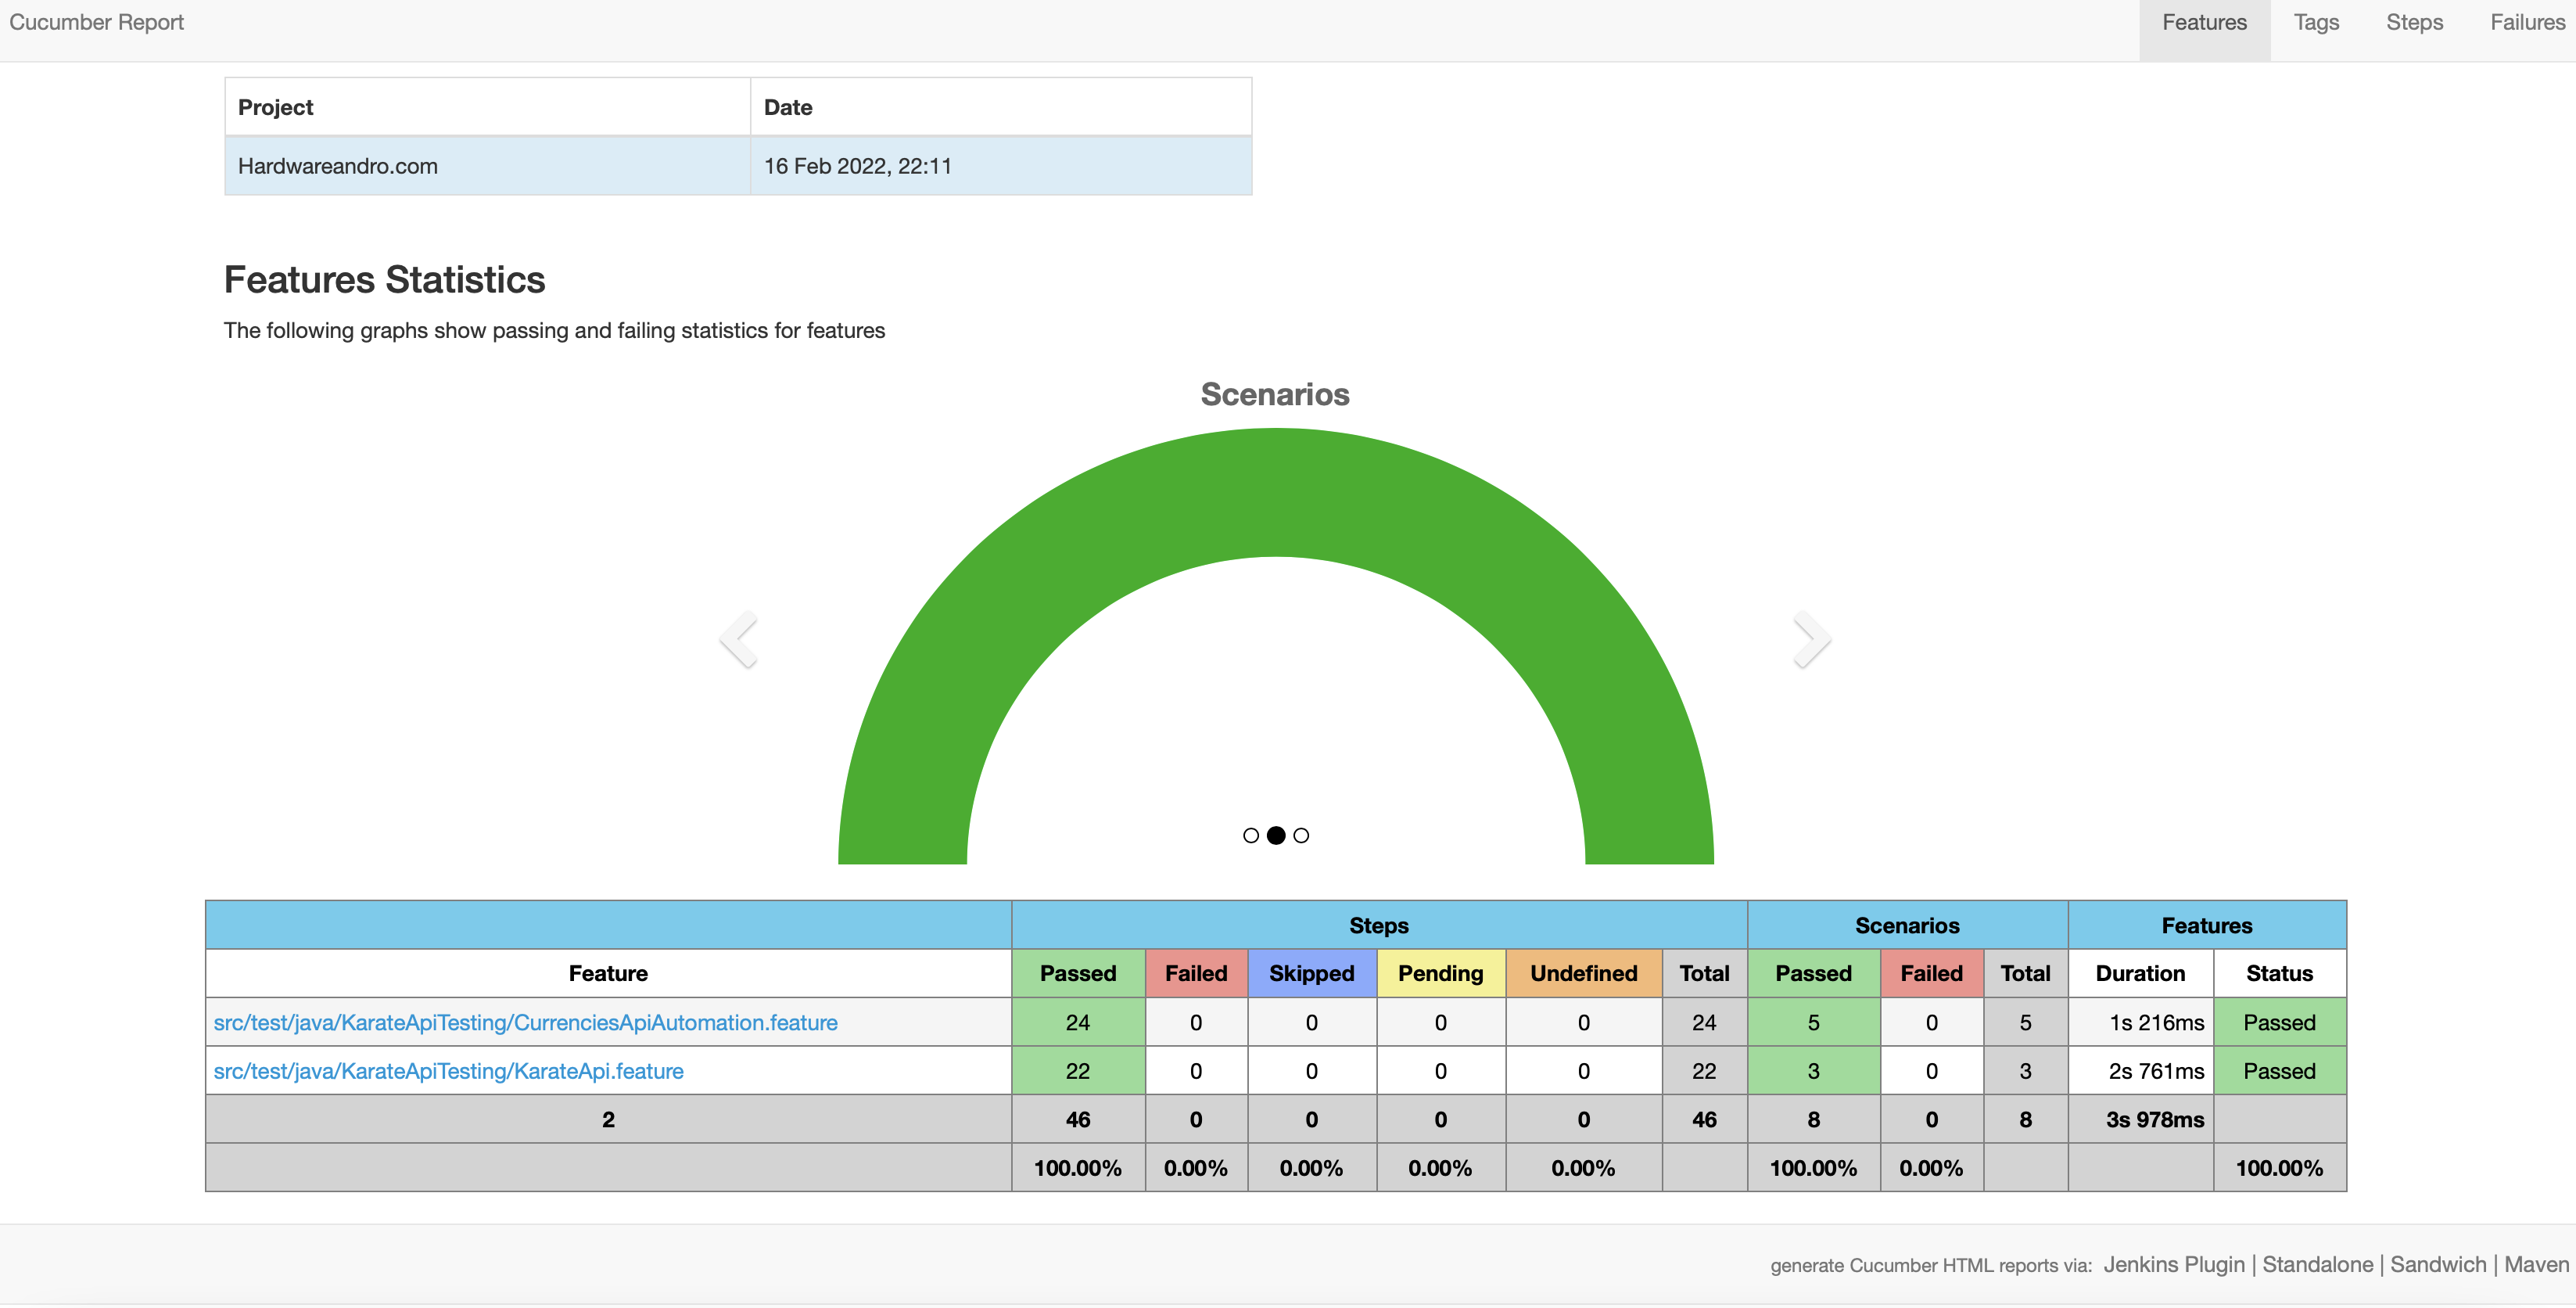 Cucumber Report Features Tags Steps Failures
Project Date
Hardwareandro.com 16 Feb 2022, 22:11
Features Statistics
The following graphs show passing and failing statistics for features
Scenarios
Steps Scenarios Features
Feature Passed Failed Skipped Pending Undefined Total Passed Failed Total Duration Status
src/test/java/KarateApiTesting/CurrenciesApiAutomation.feature 24 0 0 0 0 24 5 0 5 1s 216ms Passed
src/test/java/KarateApiTesting/KarateApi.feature 22 0 0 0 0 22 3 0 3 2s 761ms Passed
2 46 0 0 0 0 46 8 0 8 3s 978ms
100.00% 0.00% 0.00% 0.00% 0.00% 100.00% 0.00% 100.00%
generate Cucumber HTML reports via: Jenkins Plugin | Standalone | Sandwich | Maven